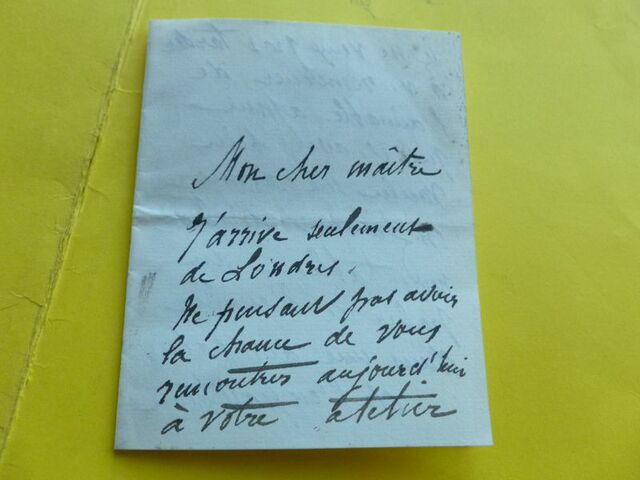 Mon cher maître
J'arrive seulement
de Londres.
Ne pensant pas avoir
la chance de vous
rencontrer aujourd'hui
à votre atelier